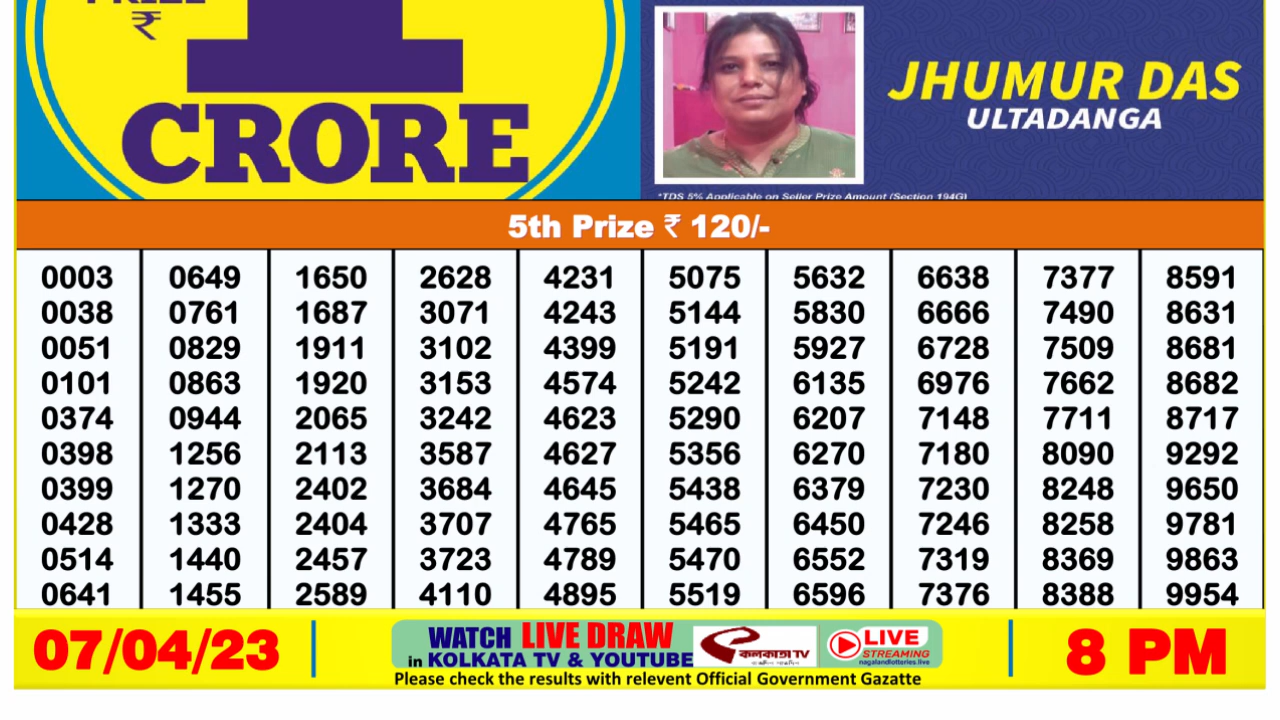 PRIZE
₹
1
CRORE
JHUMUR DAS
ULTADANGA
*TDS 5% Applicable on Seller Prize Amount (Section 194G)
5th Prize ₹ 120/-
0003 0649 1650 2628 4231 5075 5632 6638 7377 8591
0038 0761 1687 3071 4243 5144 5830 6666 7490 8631
0051 0829 1911 3102 4399 5191 5927 6728 7509 8681
0101 0863 1920 3153 4574 5242 6135 6976 7662 8682
0374 0944 2065 3242 4623 5290 6207 7148 7711 8717
0398 1256 2113 3587 4627 5356 6270 7180 8090 9292
0399 1270 2402 3684 4645 5438 6379 7230 8248 9650
0428 1333 2404 3707 4765 5465 6450 7246 8258 9781
0514 1440 2457 3723 4789 5470 6552 7319 8369 9863
0641 1455 2589 4110 4895 5519 6596 7376 8388 9954
07/04/23
WATCH LIVE DRAW
in KOLKATA TV & YOUTUBE
কলকাতা TV
LIVE
STREAMING
nagalandlotteries.live
8 PM
Please check the results with relevent Official Government Gazatte